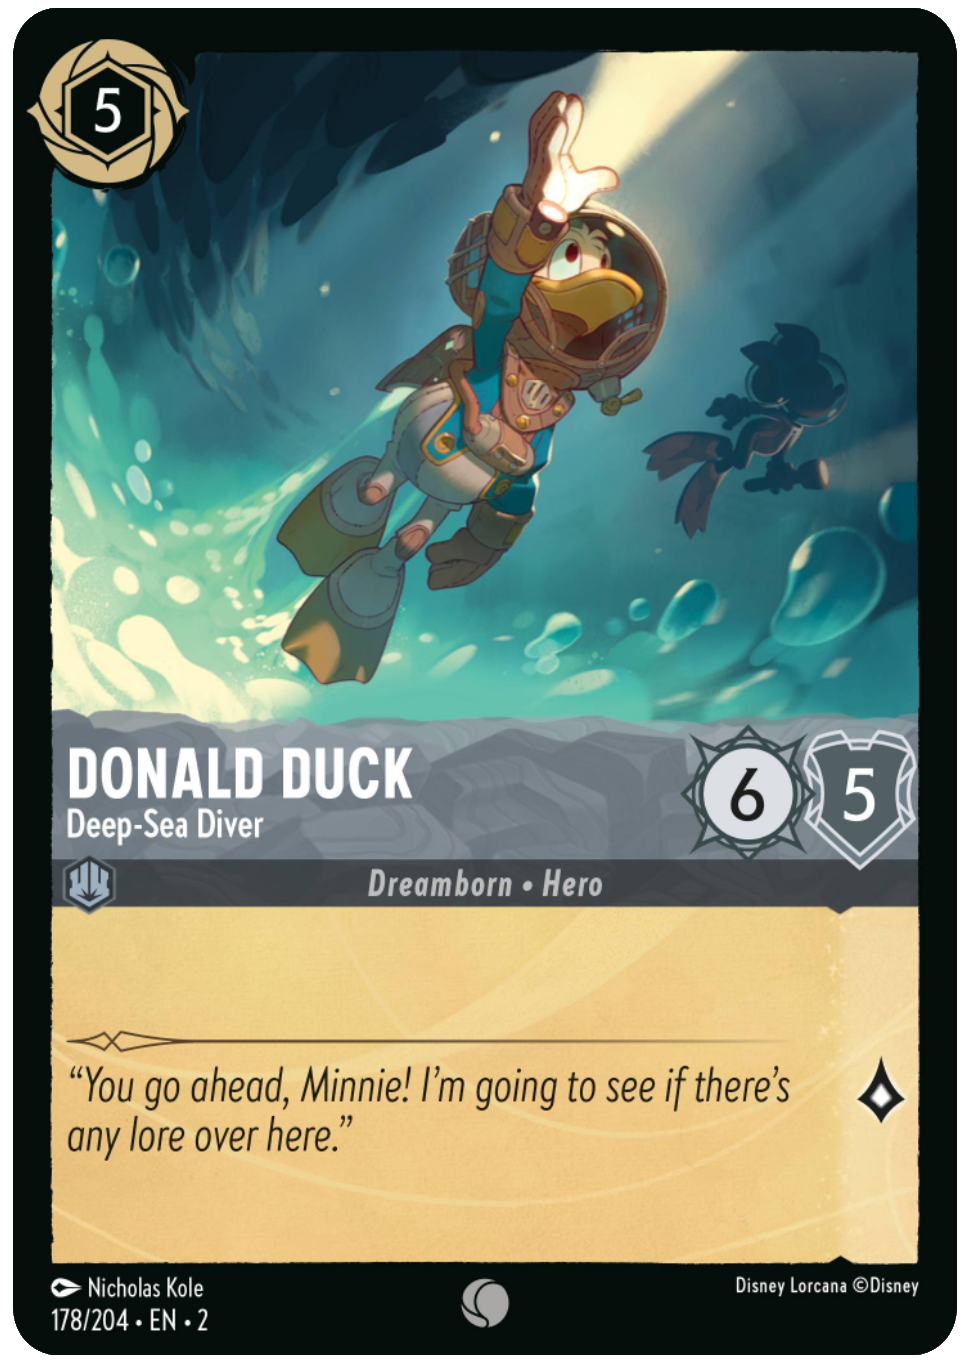 5
DONALD DUCK
Deep-Sea Diver
6
5
Dreamborn • Hero
“You go ahead, Minnie! I’m going to see if there’s
any lore over here.”
Nicholas Kole
178/204 • EN • 2
Disney Lorcana ©Disney